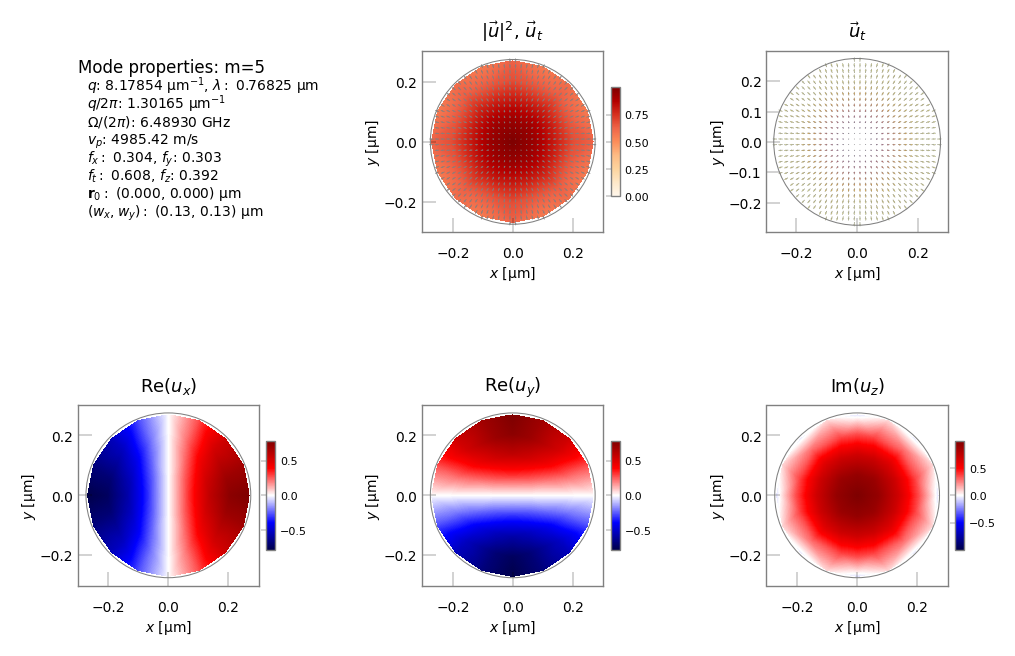 Mode properties: m=5
q: 8.17854 μm⁻¹, λ: 0.76825 μm
q/2π: 1.30165 μm⁻¹
Ω/(2π): 6.48930 GHz
v_p: 4985.42 m/s
f_x: 0.304, f_y: 0.303
f_t: 0.608, f_z: 0.392
r₀: (0.000, 0.000) μm
(w_x, w_y): (0.13, 0.13) μm
|u⃗|², u⃗_t
0.2
0.0
−0.2
y [μm]
−0.2 0.0 0.2
x [μm]
0.75
0.50
0.25
0.00
u⃗_t
0.2
0.1
0.0
−0.1
−0.2
y [μm]
−0.2 0.0 0.2
x [μm]
Re(u_x)
0.2
0.0
−0.2
y [μm]
−0.2 0.0 0.2
x [μm]
0.5
0.0
−0.5
Re(u_y)
0.2
0.0
−0.2
y [μm]
−0.2 0.0 0.2
x [μm]
0.5
0.0
−0.5
Im(u_z)
0.2
0.0
−0.2
y [μm]
−0.2 0.0 0.2
x [μm]
0.5
0.0
−0.5